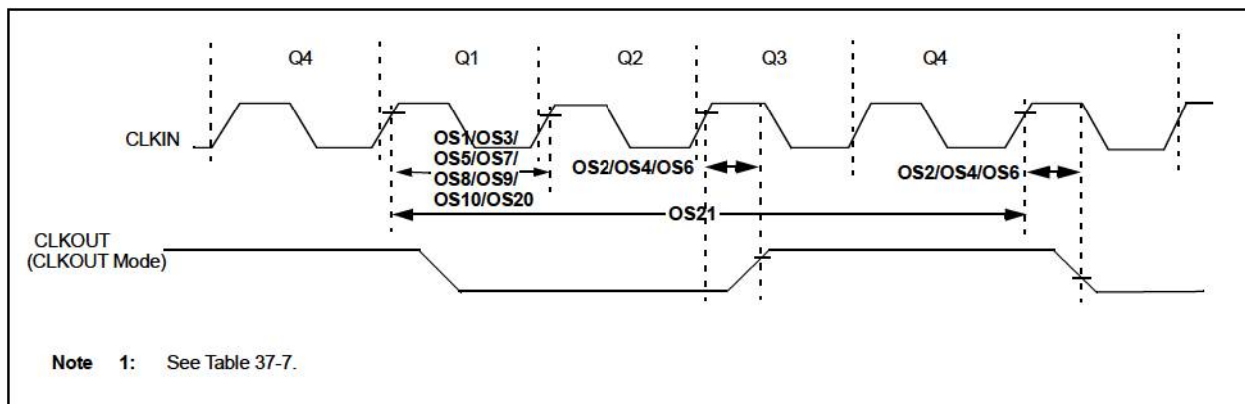 Q4 Q1 Q2 Q3 Q4
CLKIN
OS1/OS3/
OS5/OS7/
OS8/OS9/
OS10/OS20
OS2/OS4/OS6
OS2/OS4/OS6
OS21
CLKOUT
(CLKOUT Mode)
Note 1: See Table 37-7.